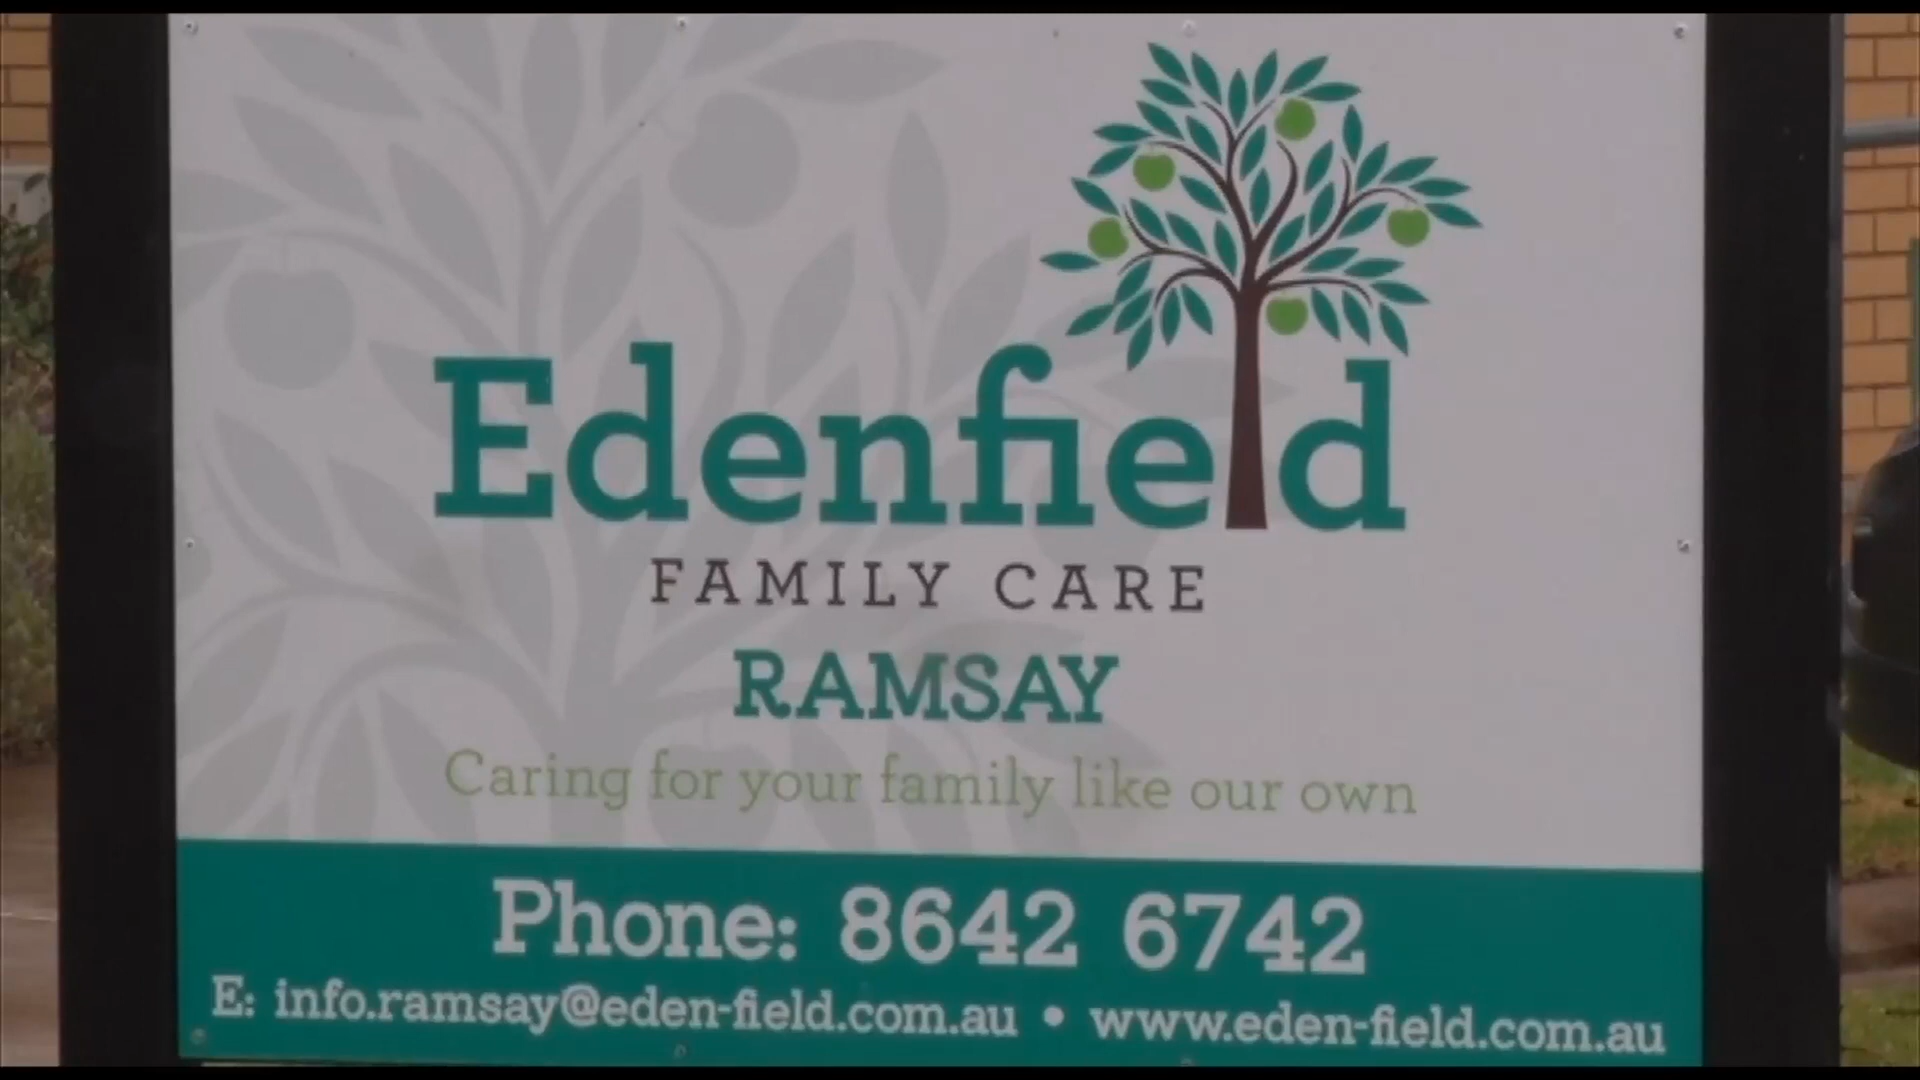 Edenfield
FAMILY CARE
RAMSAY
Caring for your family like our own
Phone: 8642 6742
E: info.ramsay@eden-field.com.au • www.eden-field.com.au